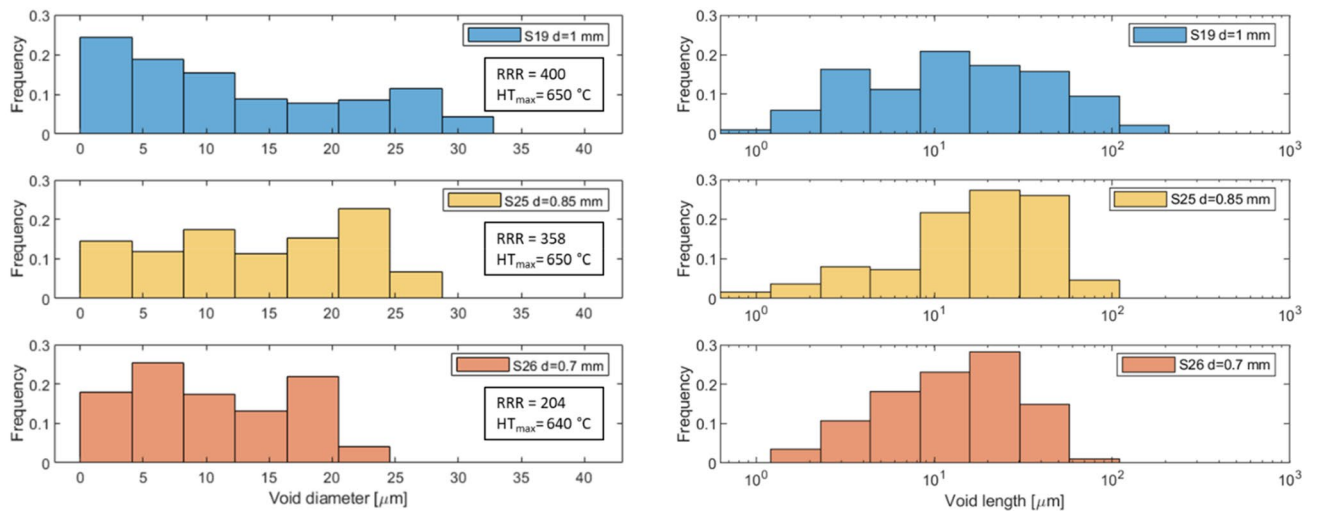 0.3
0.2
0.1
0
Frequency
S19 d=1 mm
RRR = 400
HTmax= 650 °C
0 5 10 15 20 25 30 35 40
0.3
0.2
0.1
0
Frequency
S19 d=1 mm
10^0 10^1 10^2 10^3
0.3
0.2
0.1
0
Frequency
S25 d=0.85 mm
RRR = 358
HTmax= 650 °C
0 5 10 15 20 25 30 35 40
0.3
0.2
0.1
0
Frequency
S25 d=0.85 mm
10^0 10^1 10^2 10^3
0.3
0.2
0.1
0
Frequency
S26 d=0.7 mm
RRR = 204
HTmax= 640 °C
0 5 10 15 20 25 30 35 40
Void diameter [μm]
0.3
0.2
0.1
0
Frequency
S26 d=0.7 mm
10^0 10^1 10^2 10^3
Void length [μm]